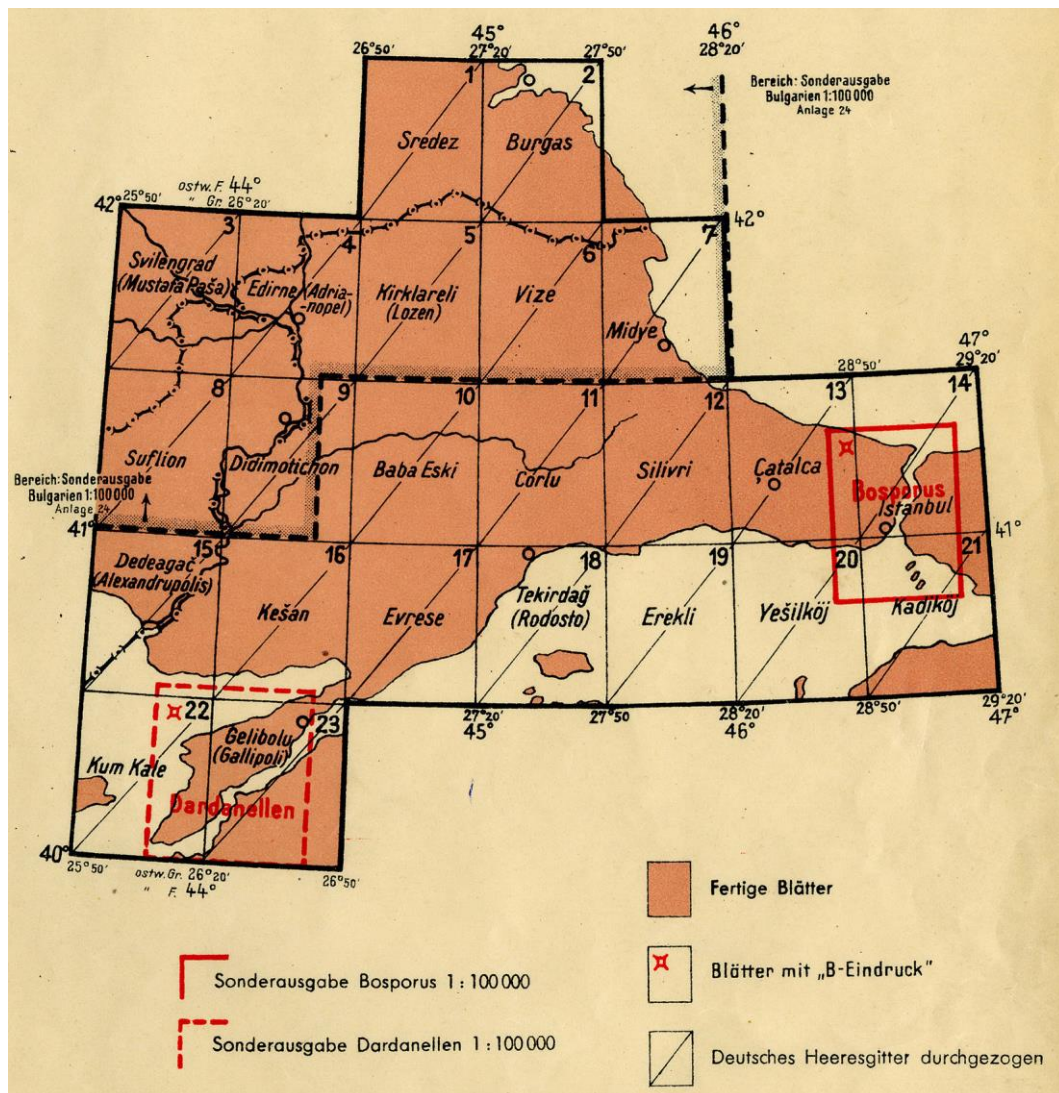 45°
46°
26°50'
27°20'
27°50'
28°20'
1
2
Bereich: Sonderausgabe
Bulgarien 1:100 000
Anlage 24
Sredez
Burgas
ostw. F. 44°
" Gr. 26°20'
42°
25°50'
42°
3
4
5
6
7
Svilengrad
(Mustafa Paša)
Edirne (Adria-
-nopel)
Kirklareli
(Lozen)
Vize
Midye
47°
28°50'
29°20'
8
9
10
11
12
13
14
Suflion
Didimotichon
Baba Eski
Çorlu
Silivri
Çatalca
Bosporus
Istanbul
Bereich: Sonderausgabe
Bulgarien 1:100 000
Anlage 24
41°
41°
15
16
17
18
19
20
21
Dedeagač
(Alexandrupolis)
Kešan
Evrese
Tekirdağ
(Rodosto)
Erekli
Yešilköj
Kadiköj
22
23
27°20'
45°
27°50'
28°20'
46°
28°50'
29°20'
47°
Gelibolu
(Gallipoli)
Kum Kale
Dardanellen
40°
25°50'
ostw. Gr. 26°20'
" F. 44°
26°50'
Fertige Blätter
Blätter mit „B-Eindruck"
Deutsches Heeresgitter durchgezogen
Sonderausgabe Bosporus 1:100 000
Sonderausgabe Dardanellen 1:100 000